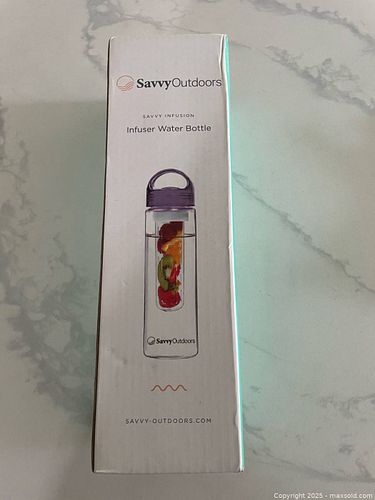 SavvyOutdoors
SAVVY INFUSION
Infuser Water Bottle
SavvyOutdoors
SAVVY-OUTDOORS.COM
Copyright 2025 - maxsold.com